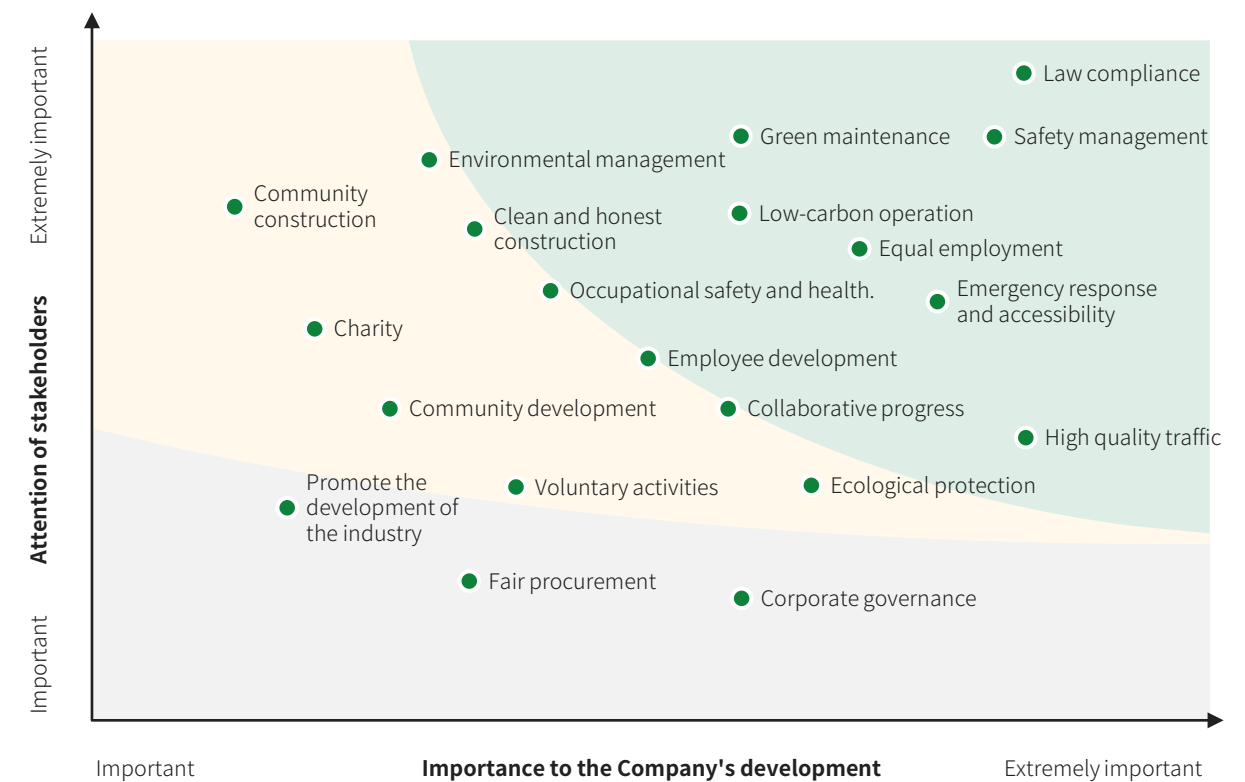 Extremely important
Attention of stakeholders
Important
Law compliance
Green maintenance
Safety management
Environmental management
Community
construction
Clean and honest
construction
Low-carbon operation
Equal employment
Occupational safety and health.
Emergency response
and accessibility
Charity
Employee development
Community development
Collaborative progress
High quality traffic
Promote the
development of
the industry
Voluntary activities
Ecological protection
Fair procurement
Corporate governance
Important
Importance to the Company's development
Extremely important